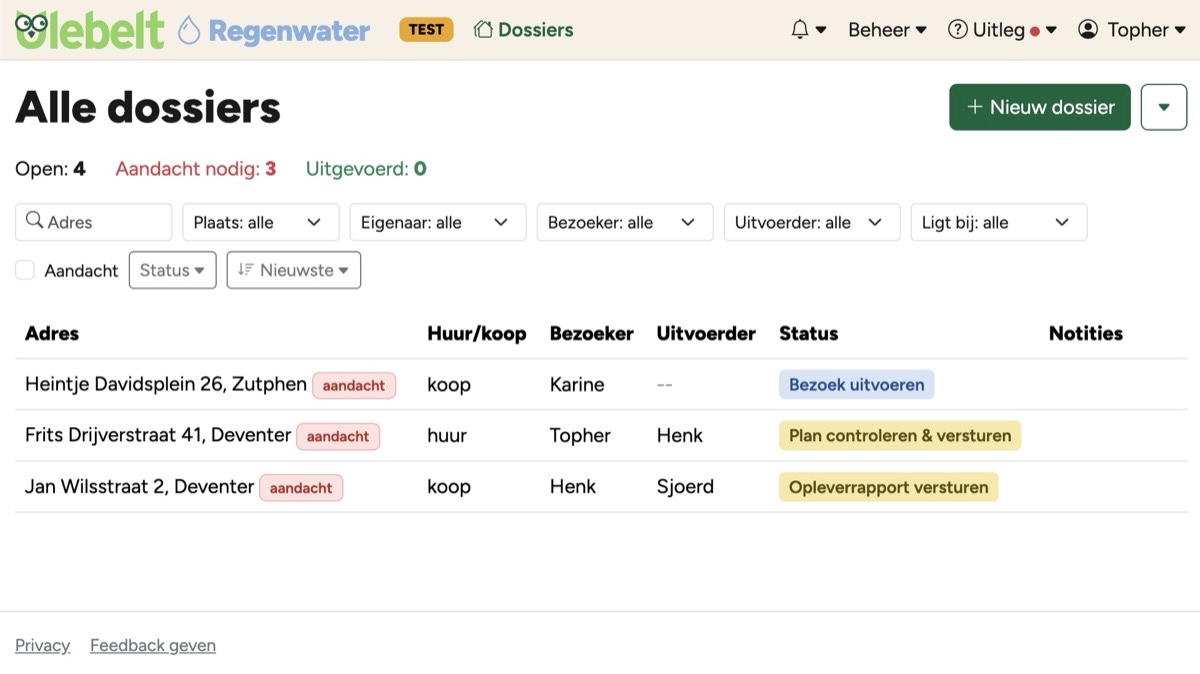 Ulebelt Regenwater TEST Dossiers Beheer Uitleg Topher
Alle dossiers
+ Nieuw dossier
Open: 4 Aandacht nodig: 3 Uitgevoerd: 0
Adres Plaats: alle Eigenaar: alle Bezoeker: alle Uitvoerder: alle Ligt bij: alle
Aandacht Status Nieuwste
Adres Huur/koop Bezoeker Uitvoerder Status Notities
Heintje Davidsplein 26, Zutphen aandacht koop Karine -- Bezoek uitvoeren
Frits Drijverstraat 41, Deventer aandacht huur Topher Henk Plan controleren & versturen
Jan Wilsstraat 2, Deventer aandacht koop Henk Sjoerd Opleverrapport versturen
Privacy Feedback geven